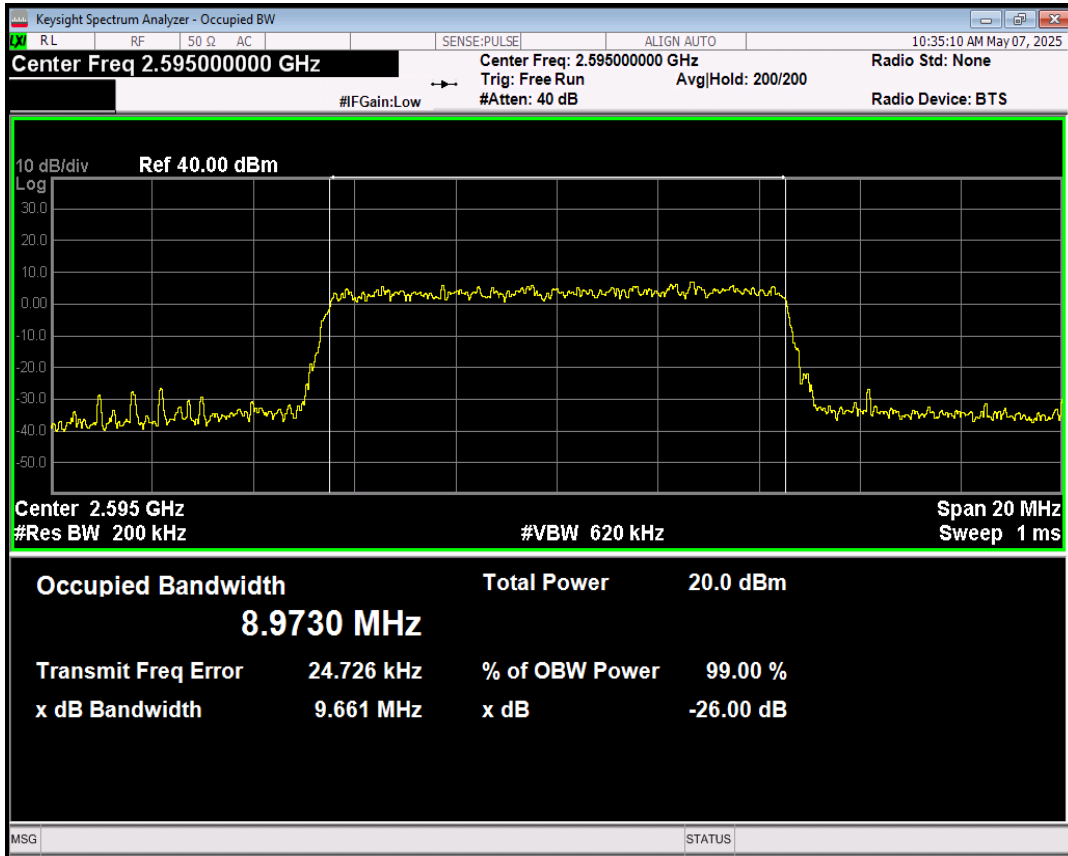 Keysight Spectrum Analyzer - Occupied BW
LXI RL RF 50 Ω AC SENSE:PULSE ALIGN AUTO 10:35:10 AM May 07, 2025
Center Freq 2.595000000 GHz Center Freq: 2.595000000 GHz Radio Std: None
Trig: Free Run Avg|Hold: 200/200
#IFGain:Low #Atten: 40 dB Radio Device: BTS
10 dB/div Ref 40.00 dBm
Log
30.0
20.0
10.0
0.00
-10.0
-20.0
-30.0
-40.0
-50.0
Center 2.595 GHz Span 20 MHz
#Res BW 200 kHz #VBW 620 kHz Sweep 1 ms
Occupied Bandwidth Total Power 20.0 dBm
8.9730 MHz
Transmit Freq Error 24.726 kHz % of OBW Power 99.00 %
x dB Bandwidth 9.661 MHz x dB -26.00 dB
MSG STATUS